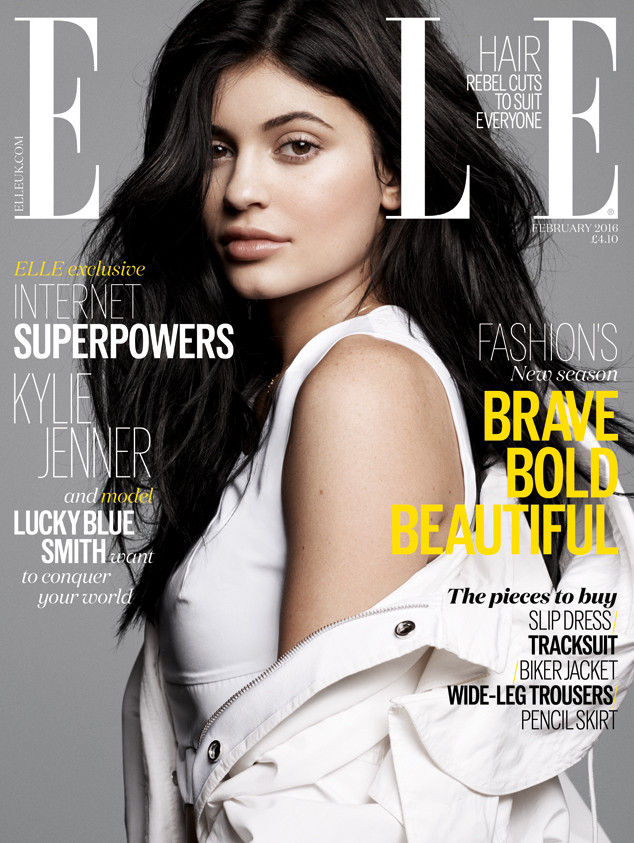 ELLE
HAIR
REBEL CUTS
TO SUIT
EVERYONE
ELLEUK.COM
®
FEBRUARY 2016
£4.10
ELLE exclusive
INTERNET
SUPERPOWERS
KYLIE
JENNER
and model
LUCKY BLUE
SMITH want
to conquer
your world
FASHION'S
New season
BRAVE
BOLD
BEAUTIFUL
The pieces to buy
SLIP DRESS /
TRACKSUIT
/ BIKER JACKET
WIDE-LEG TROUSERS /
PENCIL SKIRT